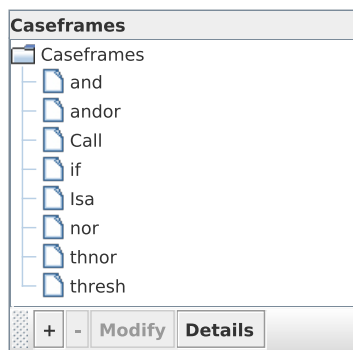 Caseframes
Caseframes
and
andor
Call
if
Isa
nor
thnor
thresh
+ - Modify Details